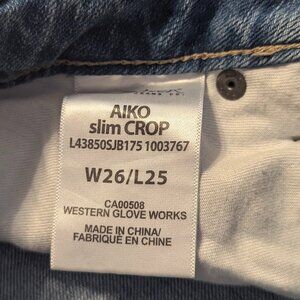 AIKO
slim CROP
L43850SJB175 1003767
W26/L25
CA00508
WESTERN GLOVE WORKS
MADE IN CHINA/
FABRIQUÉ EN CHINE